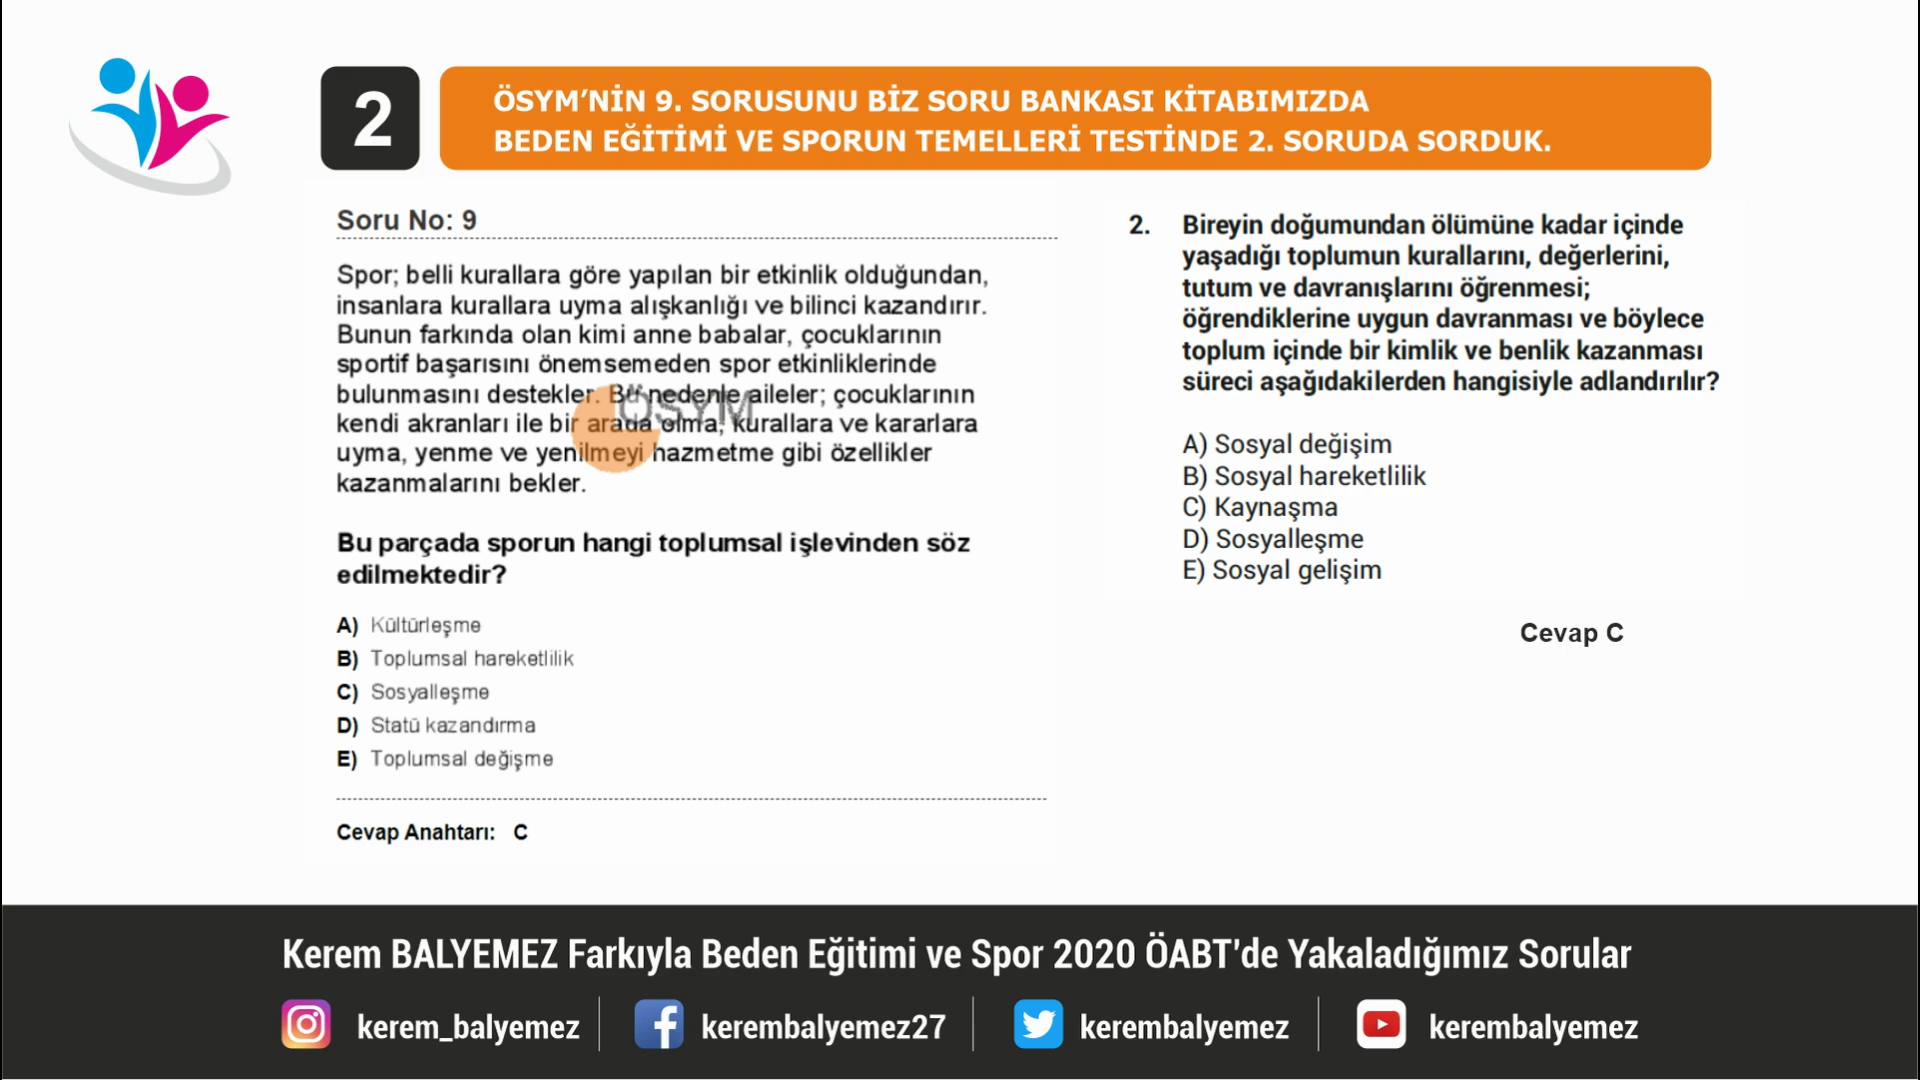 2
ÖSYM’NİN 9. SORUSUNU BİZ SORU BANKASI KİTABIMIZDA
BEDEN EĞİTİMİ VE SPORUN TEMELLERİ TESTİNDE 2. SORUDA SORDUK.
Soru No: 9
Spor; belli kurallara göre yapılan bir etkinlik olduğundan,
insanlara kurallara uyma alışkanlığı ve bilinci kazandırır.
Bunun farkında olan kimi anne babalar, çocuklarının
sportif başarısını önemsemeden spor etkinliklerinde
bulunmasını destekler. Bu nedenle aileler; çocuklarının
kendi akranları ile bir arada olma, kurallara ve kararlara
uyma, yenme ve yenilmeyi hazmetme gibi özellikler
kazanmalarını bekler.
ÖSYM
Bu parçada sporun hangi toplumsal işlevinden söz
edilmektedir?
A) Kültürleşme
B) Toplumsal hareketlilik
C) Sosyalleşme
D) Statü kazandırma
E) Toplumsal değişme
Cevap Anahtarı: C
2. Bireyin doğumundan ölümüne kadar içinde
yaşadığı toplumun kurallarını, değerlerini,
tutum ve davranışlarını öğrenmesi;
öğrendiklerine uygun davranması ve böylece
toplum içinde bir kimlik ve benlik kazanması
süreci aşağıdakilerden hangisiyle adlandırılır?
A) Sosyal değişim
B) Sosyal hareketlilik
C) Kaynaşma
D) Sosyalleşme
E) Sosyal gelişim
Cevap C
Kerem BALYEMEZ Farkıyla Beden Eğitimi ve Spor 2020 ÖABT'de Yakaladığımız Sorular
kerem_balyemez
kerembalyemez27
kerembalyemez
kerembalyemez